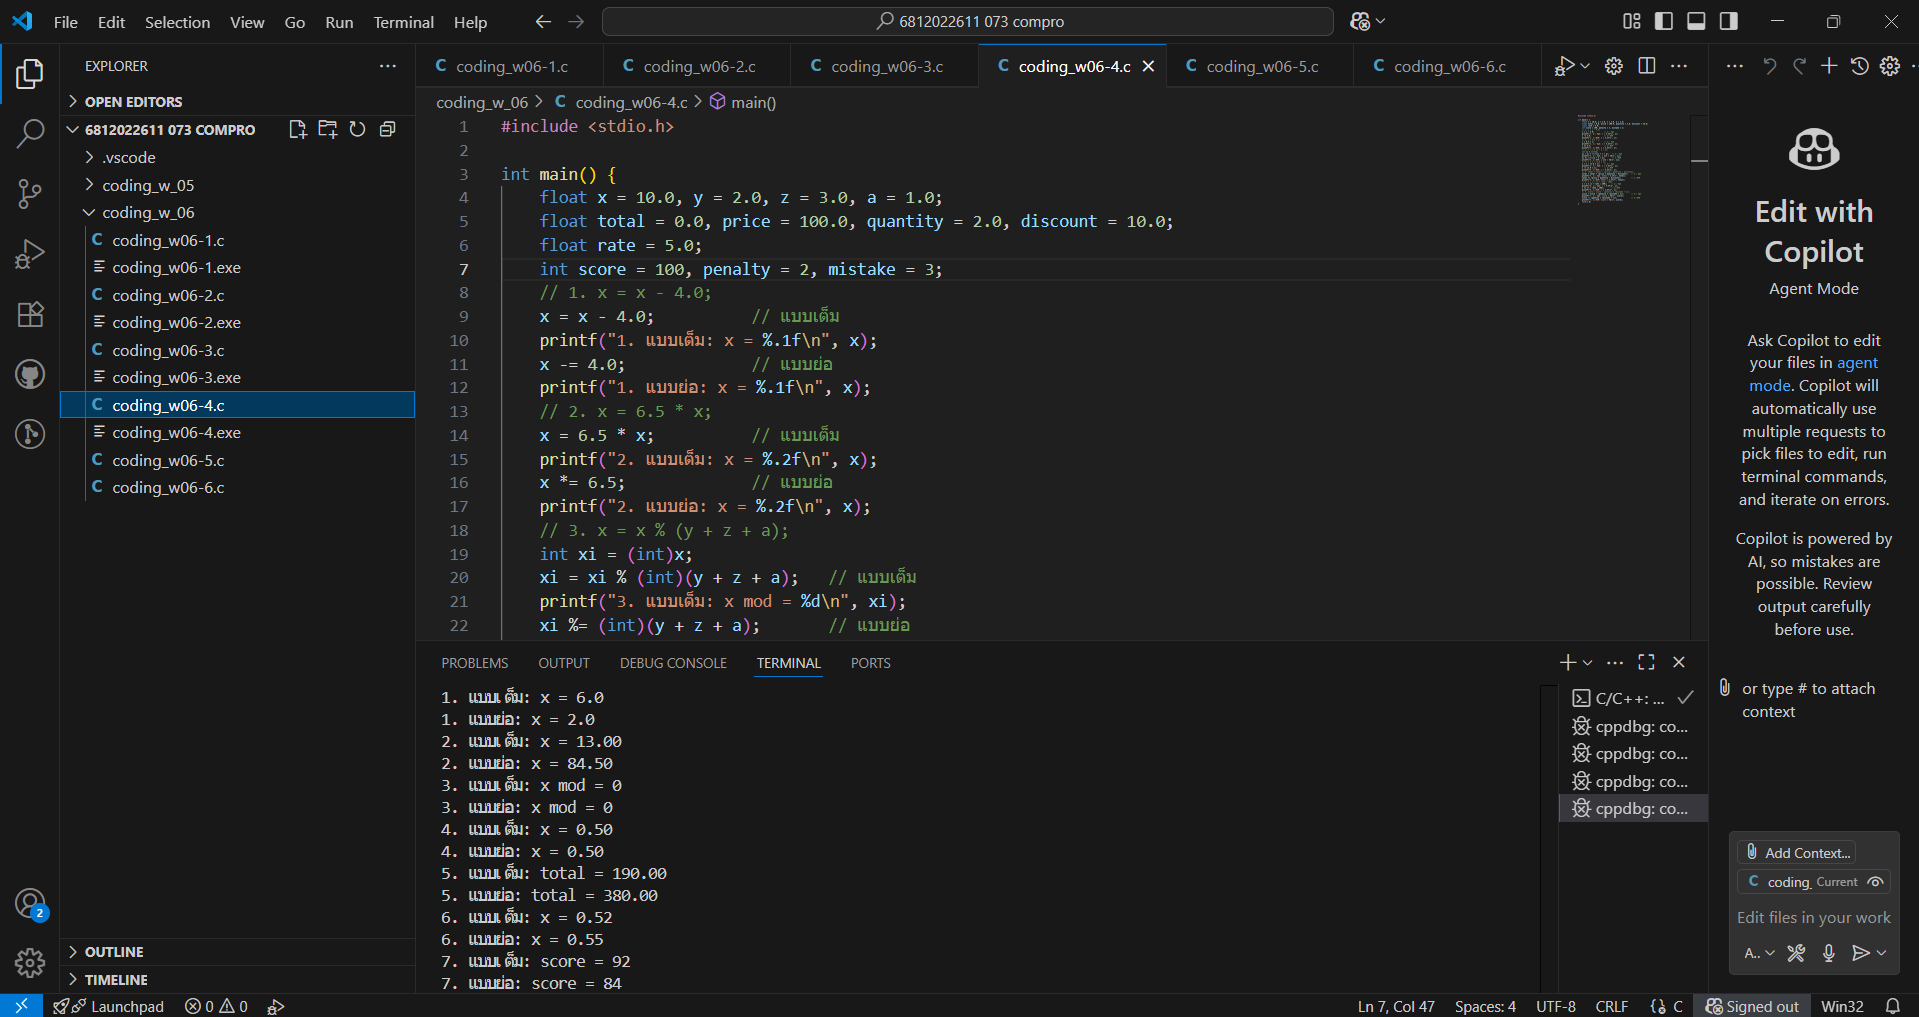 File Edit Selection View Go Run Terminal Help
6812022611 073 compro
EXPLORER
OPEN EDITORS
6812022611 073 COMPRO
.vscode
coding_w_05
coding_w_06
coding_w06-1.c
coding_w06-1.exe
coding_w06-2.c
coding_w06-2.exe
coding_w06-3.c
coding_w06-3.exe
coding_w06-4.c
coding_w06-4.exe
coding_w06-5.c
coding_w06-6.c
OUTLINE
TIMELINE
2
coding_w06-1.c coding_w06-2.c coding_w06-3.c coding_w06-4.c coding_w06-5.c coding_w06-6.c
coding_w_06 > C coding_w06-4.c > main()
1 #include <stdio.h>
2
3 int main() {
4 float x = 10.0, y = 2.0, z = 3.0, a = 1.0;
5 float total = 0.0, price = 100.0, quantity = 2.0, discount = 10.0;
6 float rate = 5.0;
7 int score = 100, penalty = 2, mistake = 3;
8 // 1. x = x - 4.0;
9 x = x - 4.0; // แบบเต็ม
10 printf("1. แบบเต็ม: x = %.1f\n", x);
11 x -= 4.0; // แบบย่อ
12 printf("1. แบบย่อ: x = %.1f\n", x);
13 // 2. x = 6.5 * x;
14 x = 6.5 * x; // แบบเต็ม
15 printf("2. แบบเต็ม: x = %.2f\n", x);
16 x *= 6.5; // แบบย่อ
17 printf("2. แบบย่อ: x = %.2f\n", x);
18 // 3. x = x % (y + z + a);
19 int xi = (int)x;
20 xi = xi % (int)(y + z + a); // แบบเต็ม
21 printf("3. แบบเต็ม: x mod = %d\n", xi);
22 xi %= (int)(y + z + a); // แบบย่อ
PROBLEMS OUTPUT DEBUG CONSOLE TERMINAL PORTS
1. แบบเต็ม: x = 6.0
1. แบบย่อ: x = 2.0
2. แบบเต็ม: x = 13.00
2. แบบย่อ: x = 84.50
3. แบบเต็ม: x mod = 0
3. แบบย่อ: x mod = 0
4. แบบเต็ม: x = 0.50
4. แบบย่อ: x = 0.50
5. แบบเต็ม: total = 190.00
5. แบบย่อ: total = 380.00
6. แบบเต็ม: x = 0.52
6. แบบย่อ: x = 0.55
7. แบบเต็ม: score = 92
7. แบบย่อ: score = 84
C/C++: ...
cppdbg: co...
cppdbg: co...
cppdbg: co...
cppdbg: co...
Edit with
Copilot
Agent Mode
Ask Copilot to edit
your files in agent
mode. Copilot will
automatically use
multiple requests to
pick files to edit, run
terminal commands,
and iterate on errors.
Copilot is powered by
AI, so mistakes are
possible. Review
output carefully
before use.
or type # to attach
context
Add Context...
C coding. Current
Edit files in your work
A..
Launchpad 0 0
Ln 7, Col 47 Spaces: 4 UTF-8 CRLF {} C Signed out Win32